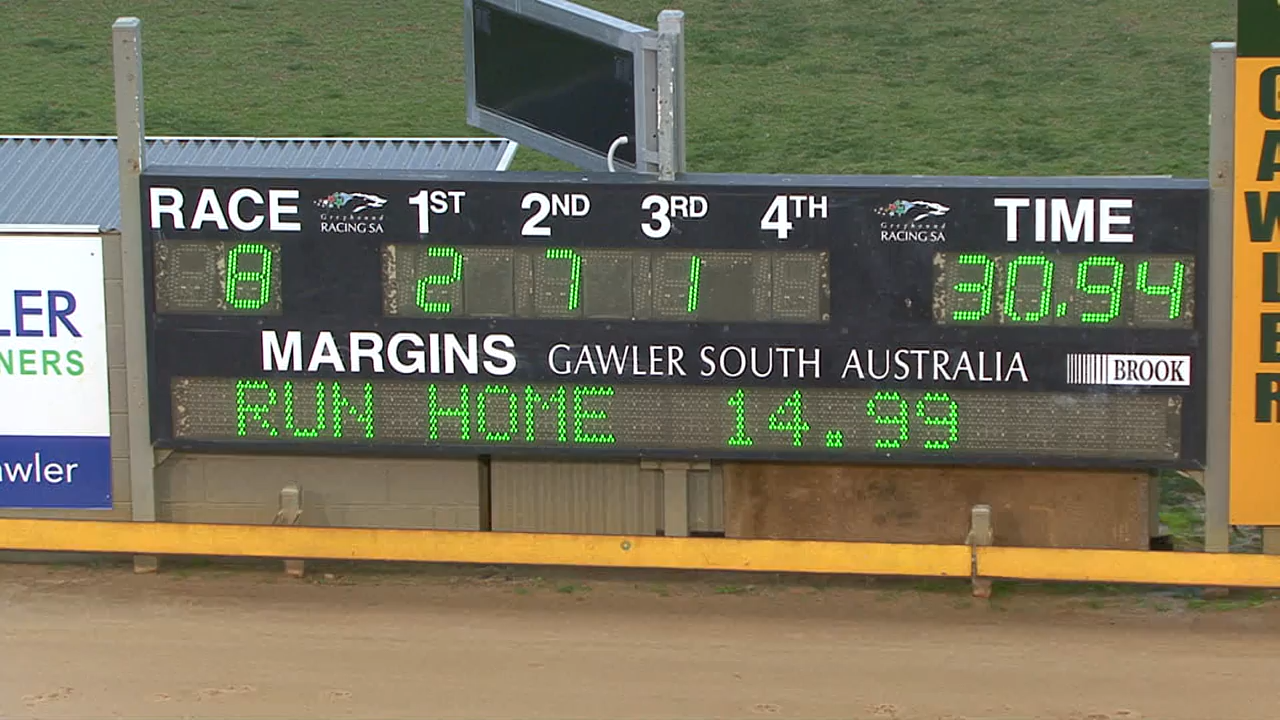 RACE Greyhound RACING SA 1ST 2ND 3RD 4TH Greyhound RACING SA TIME
8 2 7 1 30.94
MARGINS GAWLER SOUTH AUSTRALIA BROOK
RUN HOME 14.99
LER
NERS
awler
GAWLER